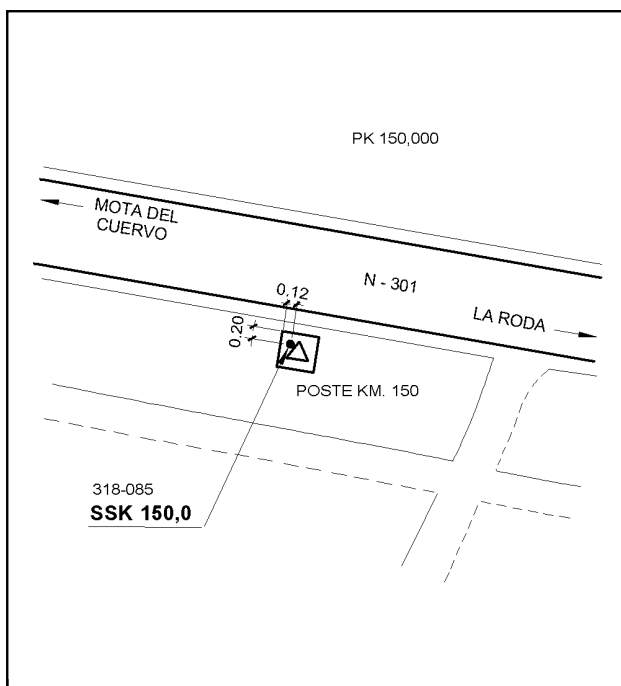 PK 150,000
MOTA DEL
CUERVO
N - 301
0.12
LA RODA
0.20
POSTE KM. 150
318-085
SSK 150,0